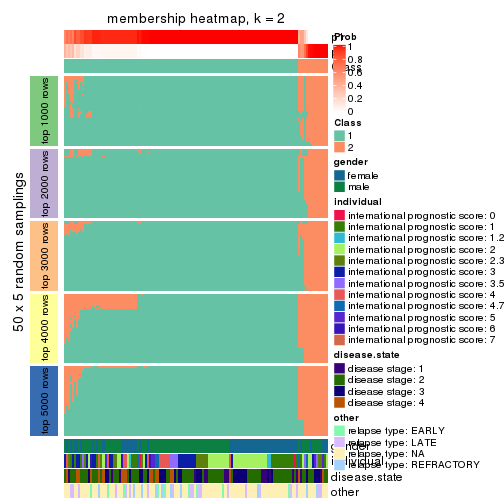 membership heatmap, k = 2
50 x 5 random samplings
top 1000 rows
top 2000 rows
top 3000 rows
top 4000 rows
top 5000 rows
Prob
1
0.8
0.6
0.4
0.2
0
Class
1
2
gender
female
male
individual
international prognostic score: 0
international prognostic score: 1
international prognostic score: 1.2
international prognostic score: 2
international prognostic score: 2.3
international prognostic score: 3
international prognostic score: 3.5
international prognostic score: 4
international prognostic score: 4.7
international prognostic score: 5
international prognostic score: 6
international prognostic score: 7
disease.state
disease stage: 1
disease stage: 2
disease stage: 3
disease stage: 4
other
relapse type: EARLY
relapse type: LATE
relapse type: NA
relapse type: REFRACTORY
gender
individual
disease.state
other